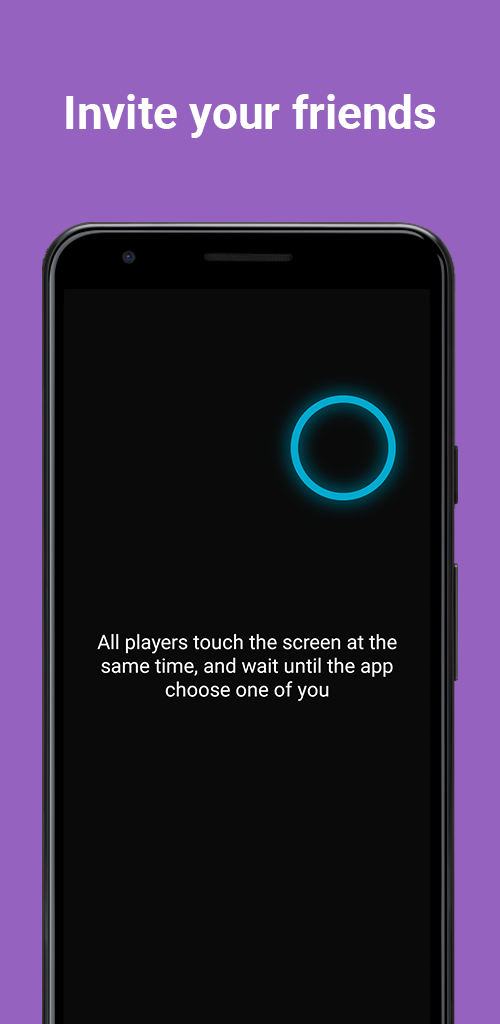 Invite your friends
All players touch the screen at the
same time, and wait until the app
choose one of you